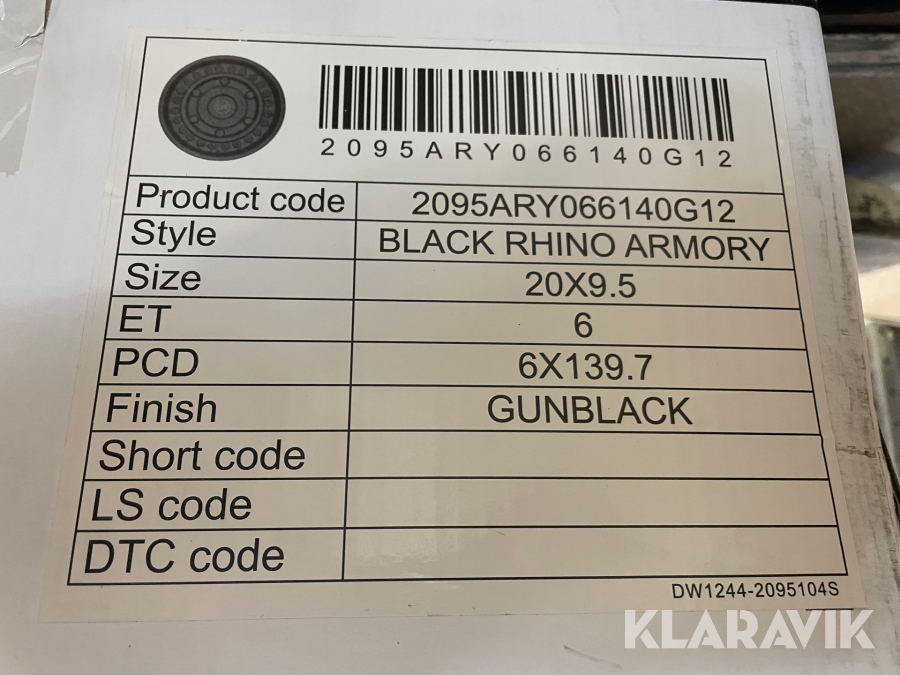 2095ARY066140G12
Product code 2095ARY066140G12
Style BLACK RHINO ARMORY
Size 20X9.5
ET 6
PCD 6X139.7
Finish GUNBLACK
Short code
LS code
DTC code
DW1244-2095104S
KLARAVIK